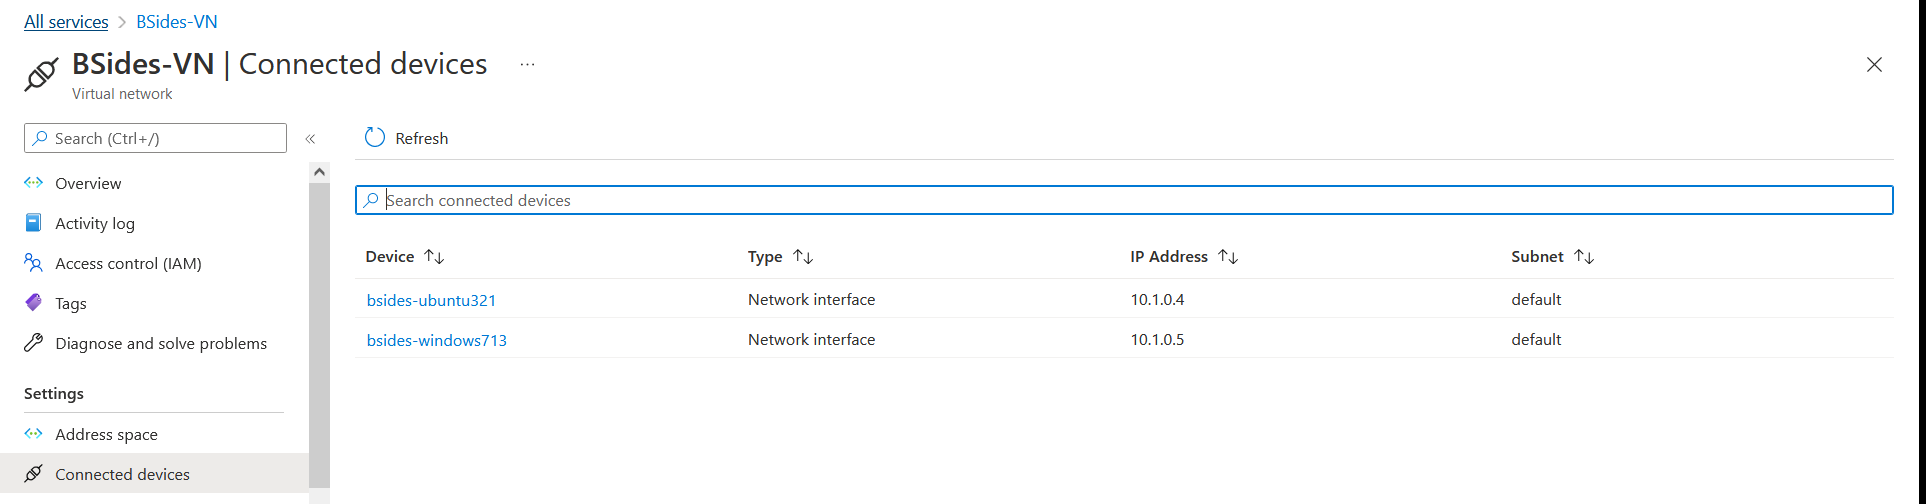 All services > BSides-VN
BSides-VN | Connected devices ...
Virtual network
Search (Ctrl+/)
«
Refresh
Overview
Activity log
Access control (IAM)
Tags
Diagnose and solve problems
Settings
Address space
Connected devices
Search connected devices
Device Type IP Address Subnet
bsides-ubuntu321 Network interface 10.1.0.4 default
bsides-windows713 Network interface 10.1.0.5 default